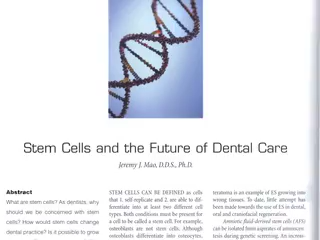 Stem Cells and the Future of Dental Care
Jeremy J. Mao, D.D.S., Ph.D.
Abstract
What are stem cells? As dentists, why
should we be concerned with stem
cells? How would stem cells change
dental practice? Is it possible to grow
STEM CELLS CAN BE DEFINED as cells
that 1. self replicate and 2. are able to dif-
ferentiate into at least two different cell
types. Both conditions must be present for
a cell to be called a stem cell. For example,
osteoblasts are not stem cells. Although
osteoblasts differentiate into osteocytes,
teratoma is an example of ES growing into
wrong tissues. To date, little attempt has
been made towards the use of ES in dental,
oral and craniofacial regeneration.
Amniotic fluid-derived stem cells (AFS)
can be isolated from aspirates of amniocen-
tesis during genetic screening. An increas-